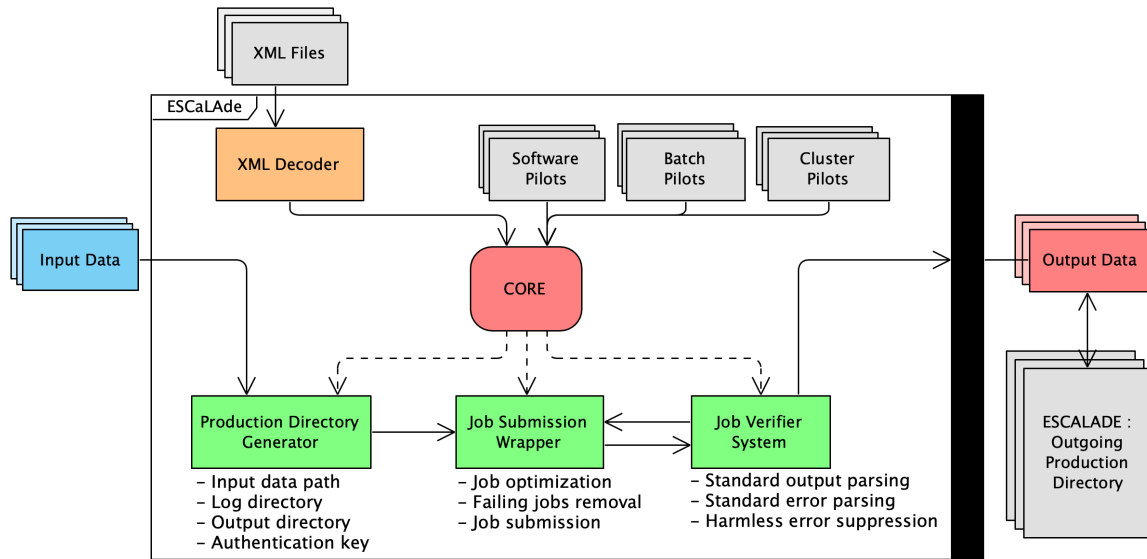 XML Files
ESCaLAde
XML Decoder
Software
Pilots
Batch
Pilots
Cluster
Pilots
Input Data
CORE
Output Data
Production Directory
Generator
- Input data path
- Log directory
- Output directory
- Authentication key
Job Submission
Wrapper
- Job optimization
- Failing jobs removal
- Job submission
Job Verifier
System
- Standard output parsing
- Standard error parsing
- Harmless error suppression
ESCALADE :
Outgoing
Production
Directory